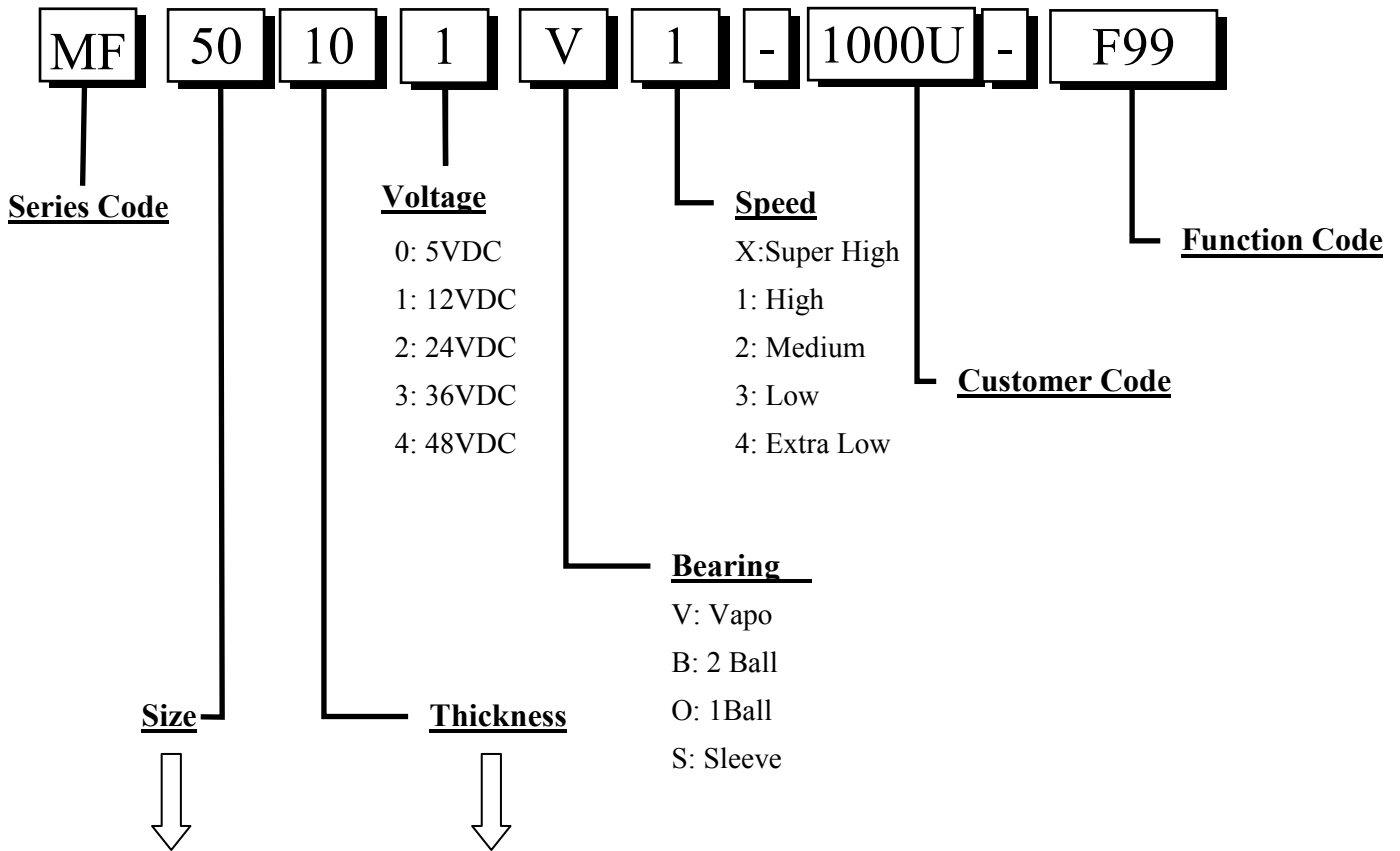 MF 50 10 1 V 1 - 1000U - F99
Series Code
Voltage
0: 5VDC
1: 12VDC
2: 24VDC
3: 36VDC
4: 48VDC
Speed
X:Super High
1: High
2: Medium
3: Low
4: Extra Low
Function Code
Customer Code
Bearing
V: Vapo
B: 2 Ball
O: 1Ball
S: Sleeve
Size
Thickness